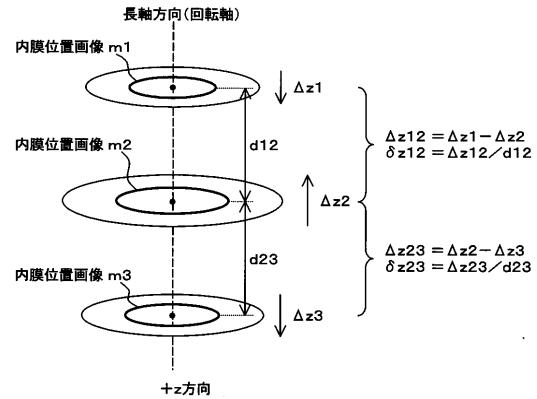 長軸方向(回転軸)
内膜位置画像 m1
Δz1
d12
Δz12=Δz1-Δz2
δz12=Δz12/d12
内膜位置画像 m2
Δz2
d23
Δz23=Δz2-Δz3
δz23=Δz23/d23
内膜位置画像 m3
Δz3
+z方向